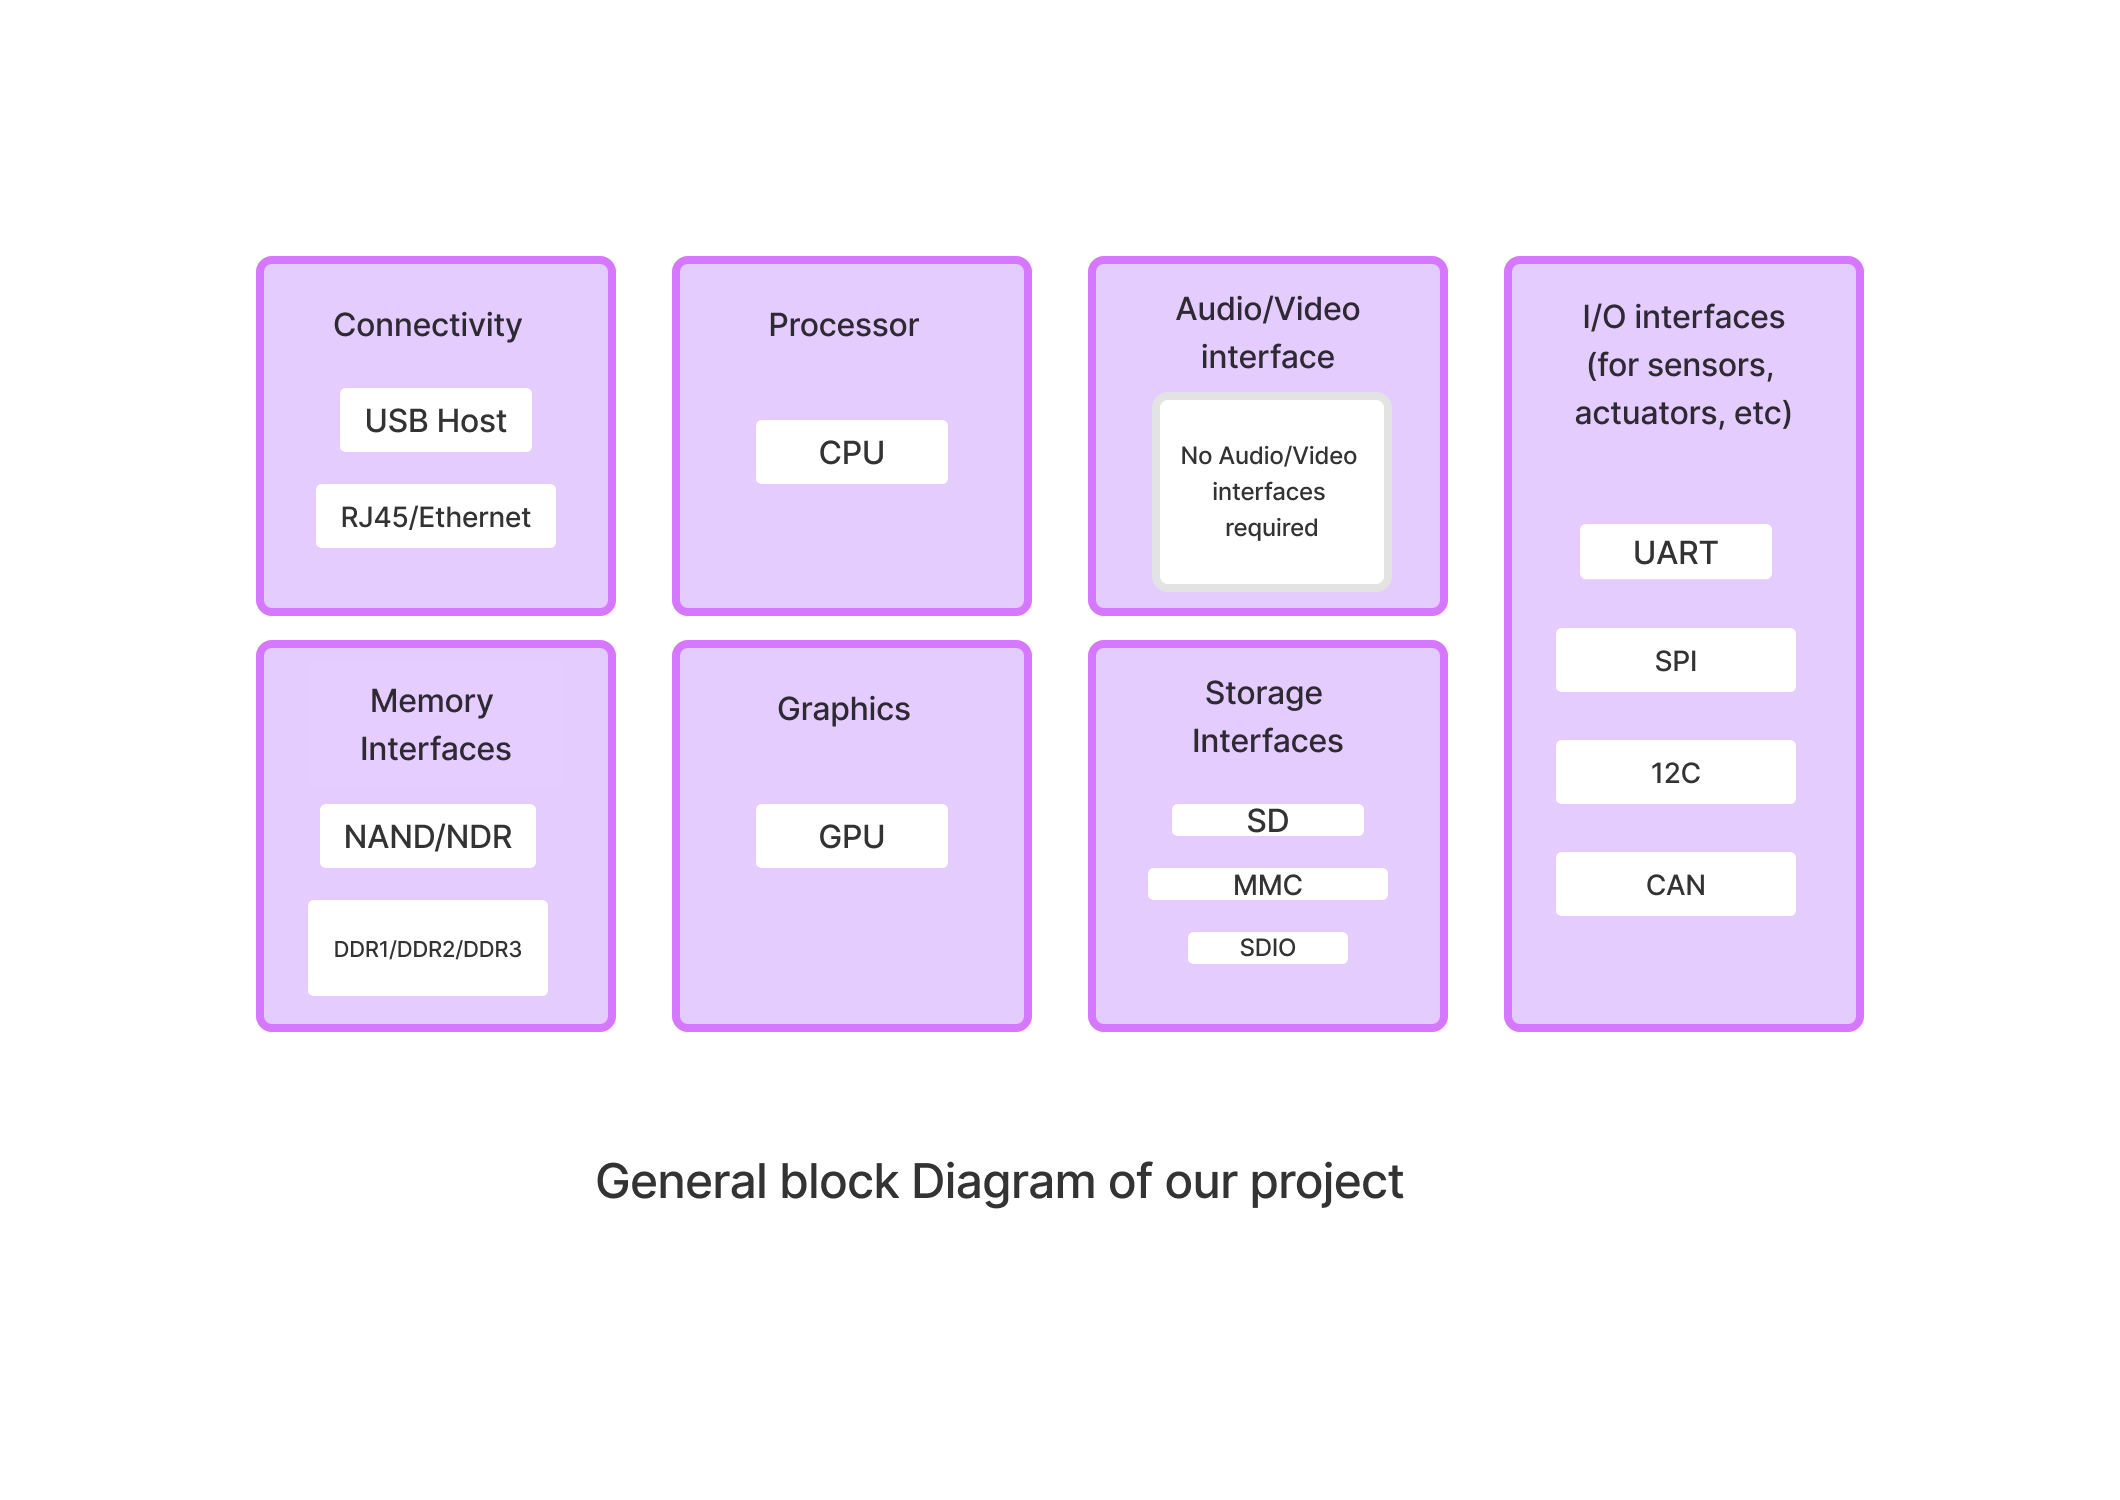 Connectivity
USB Host
RJ45/Ethernet
Processor
CPU
Audio/Video
interface
No Audio/Video
interfaces
required
I/O interfaces
(for sensors,
actuators, etc)
UART
SPI
12C
CAN
Memory
Interfaces
NAND/NDR
DDR1/DDR2/DDR3
Graphics
GPU
Storage
Interfaces
SD
MMC
SDIO
General block Diagram of our project